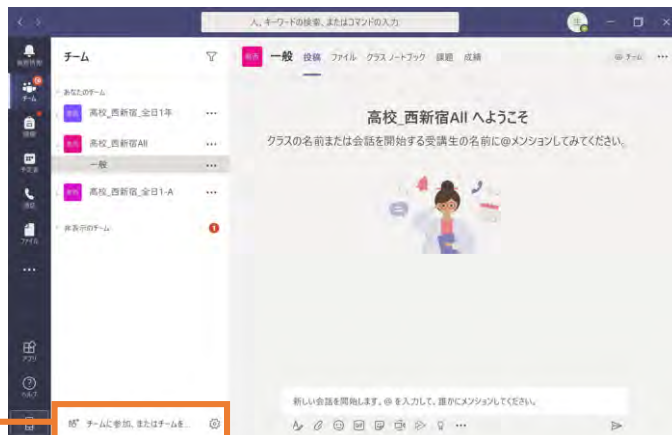 人、キーワードの検索、またはコマンドの入力
チーム
一般 投稿 ファイル クラス ノートブック 課題 成績
チーム
あなたのチーム
高校_西新宿_全日1年
高校_西新宿All
一般
高校_西新宿_全日1-A
非表示のチーム
1
高校_西新宿All へようこそ
クラスの名前または会話を開始する受講生の名前に@メンションしてみてください。
チーム
予定表
通話
ファイル
アプリ
ヘルプ
新しい会話を開始します。@ を入力して、誰かにメンションしてください。
GIF
チームに参加、またはチームを...